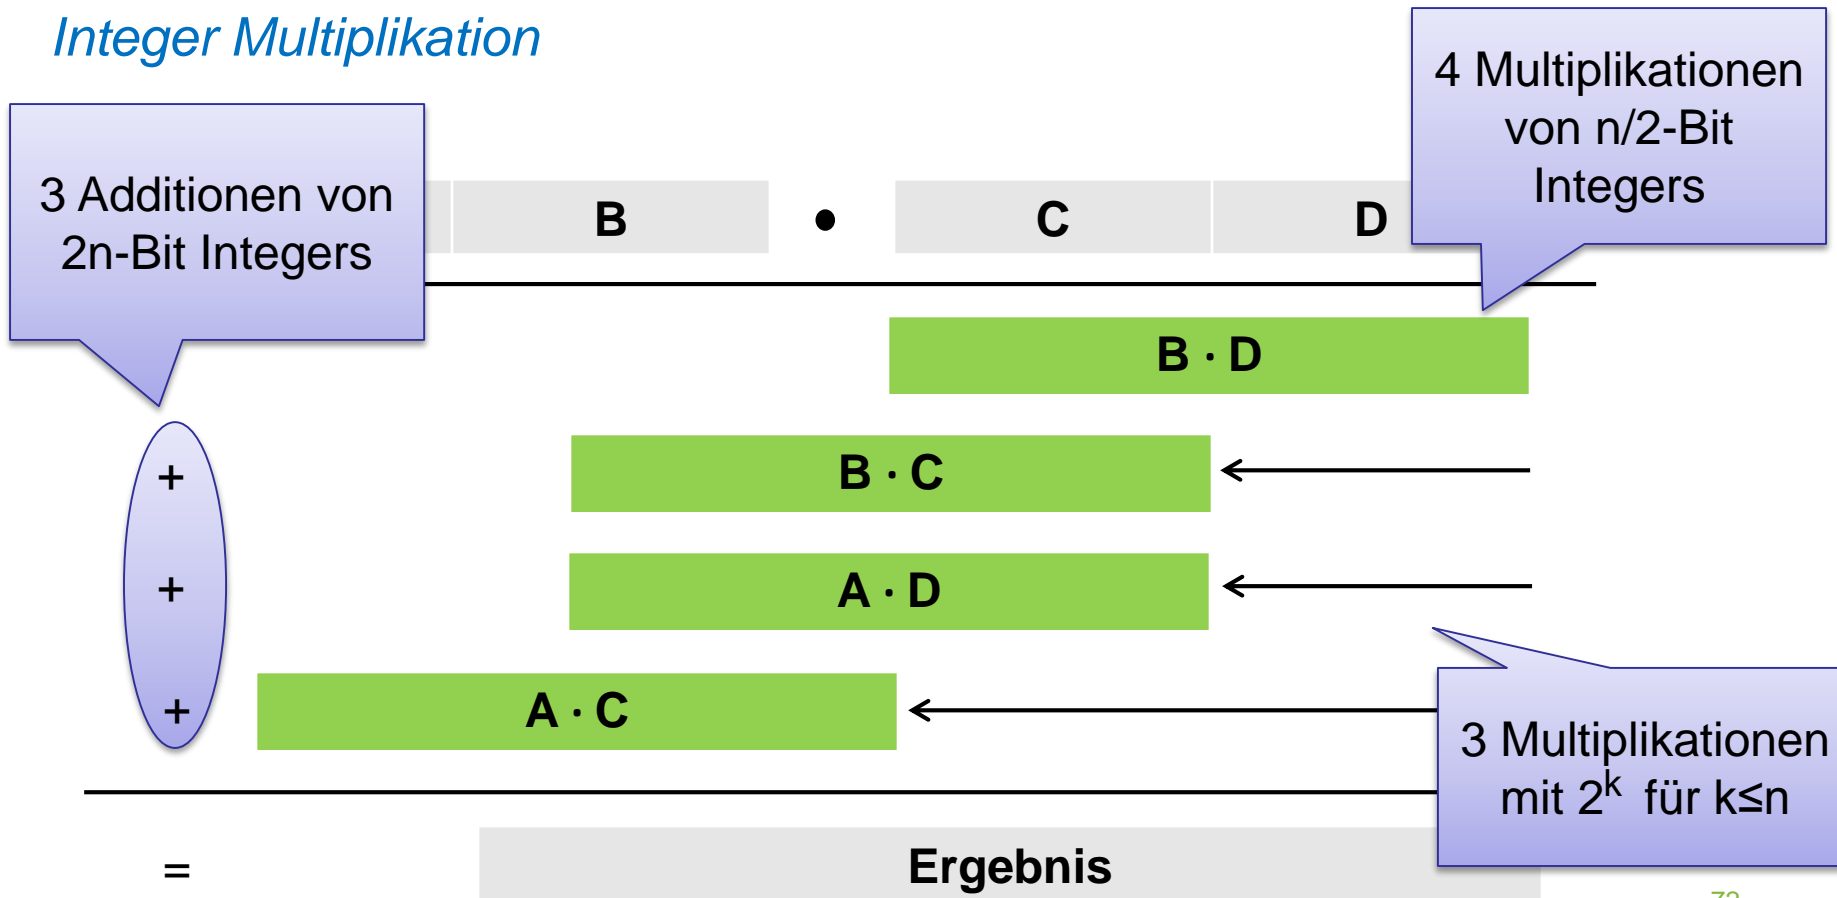 Integer Multiplikation
4 Multiplikationen
von n/2-Bit
Integers
3 Additionen von
2n-Bit Integers
B • C D
B · D
+ B · C
+ A · D
+ A · C
3 Multiplikationen
mit 2^k für k≤n
= Ergebnis